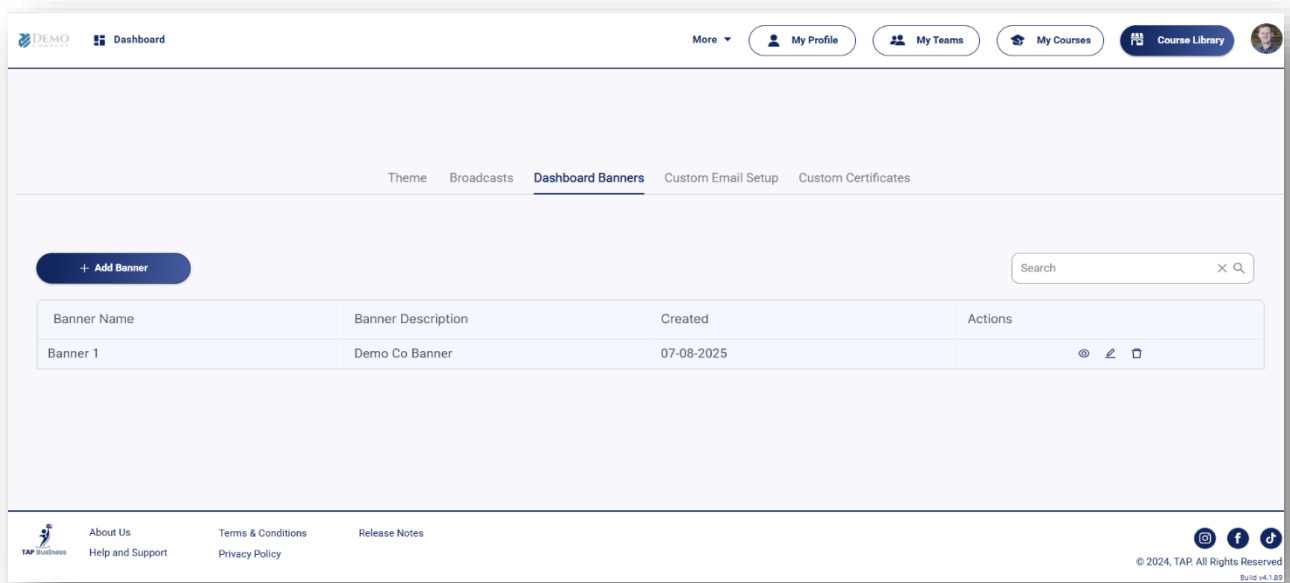 DEMO
COMPANY
Dashboard
More
My Profile
My Teams
My Courses
Course Library
Theme
Broadcasts
Dashboard Banners
Custom Email Setup
Custom Certificates
+ Add Banner
Search
Banner Name Banner Description Created Actions
Banner 1 Demo Co Banner 07-08-2025
TAP Business
About Us Terms & Conditions Release Notes
Help and Support Privacy Policy
© 2024, TAP. All Rights Reserved
Build v4.1.89